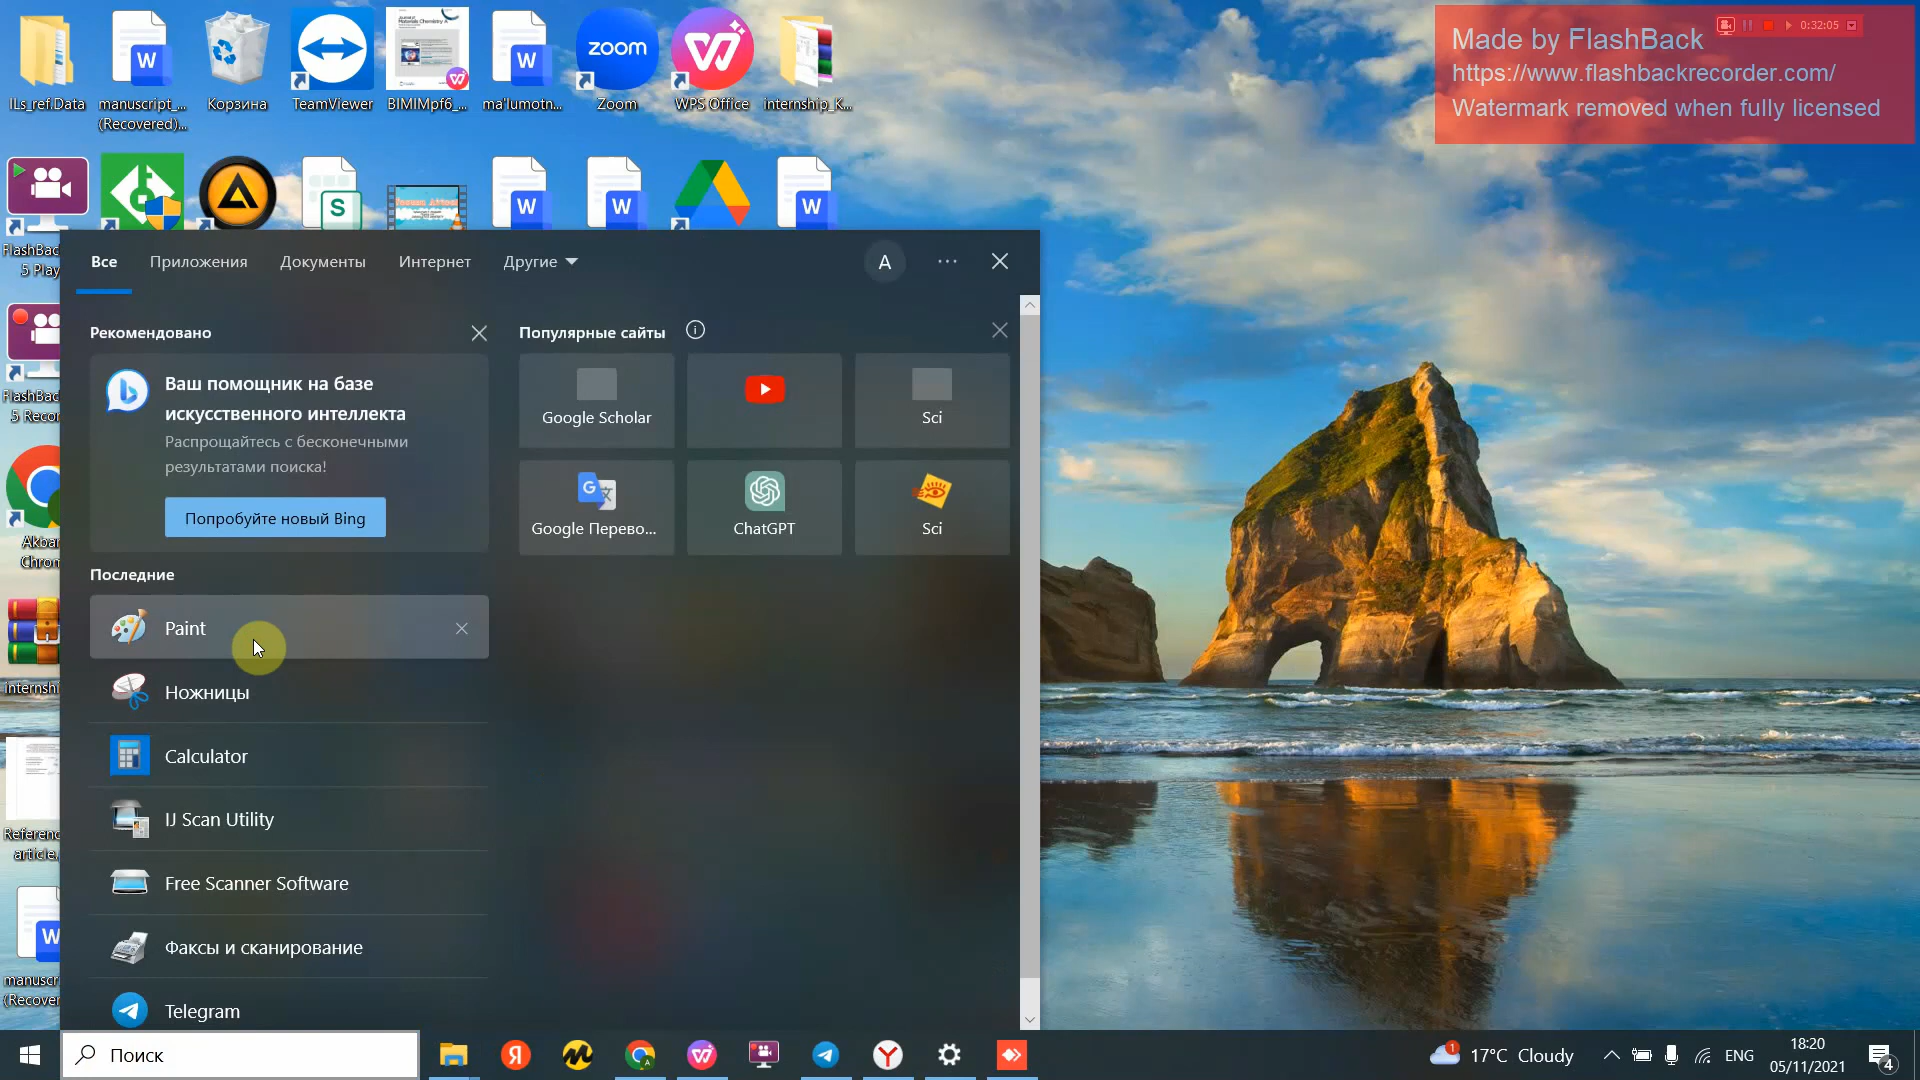 ILs_ref.Data
manuscript_...
(Recovered)...
Корзина
TeamViewer
BIMIMpf6_...
ma'lumotn...
Zoom
WPS Office
internship_K...
zoom
Made by FlashBack
https://www.flashbackrecorder.com/
Watermark removed when fully licensed
0:32:05
FlashBac
5 Play
FlashBac
5 Recor
Akba
Chrom
internshi
Referenc
article.
manuscr
(Recover
Все
Приложения
Документы
Интернет
Другие
A
Рекомендовано
Ваш помощник на базе
искусственного интеллекта
Распрощайтесь с бесконечными
результатами поиска!
Попробуйте новый Bing
Популярные сайты
Google Scholar
Sci
Google Перево...
ChatGPT
Sci
Последние
Paint
Ножницы
Calculator
IJ Scan Utility
Free Scanner Software
Факсы и сканирование
Telegram
Поиск
17°C Cloudy
ENG
18:20
05/11/2021
4